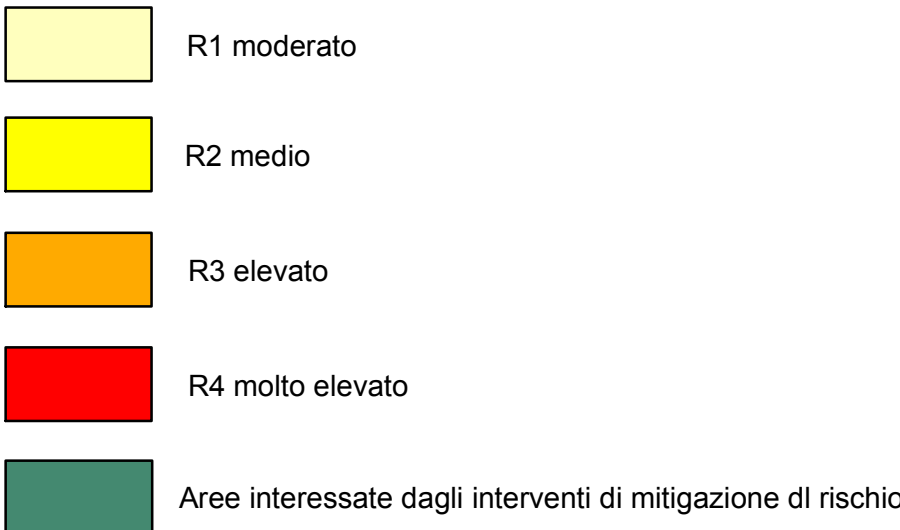 R1 moderato
R2 medio
R3 elevato
R4 molto elevato
Aree interessate dagli interventi di mitigazione dl rischio